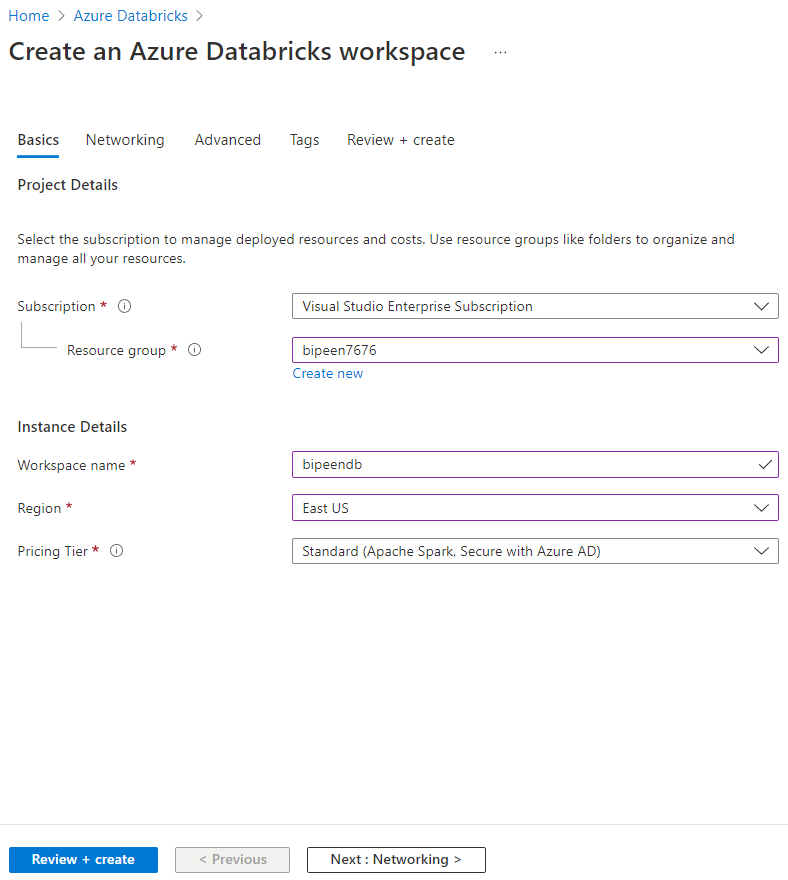 Home > Azure Databricks >
Create an Azure Databricks workspace ...
Basics Networking Advanced Tags Review + create
Project Details
Select the subscription to manage deployed resources and costs. Use resource groups like folders to organize and
manage all your resources.
Subscription * Visual Studio Enterprise Subscription
Resource group * bipeen7676
Create new
Instance Details
Workspace name * bipeendb
Region * East US
Pricing Tier * Standard (Apache Spark, Secure with Azure AD)
Review + create < Previous Next : Networking >